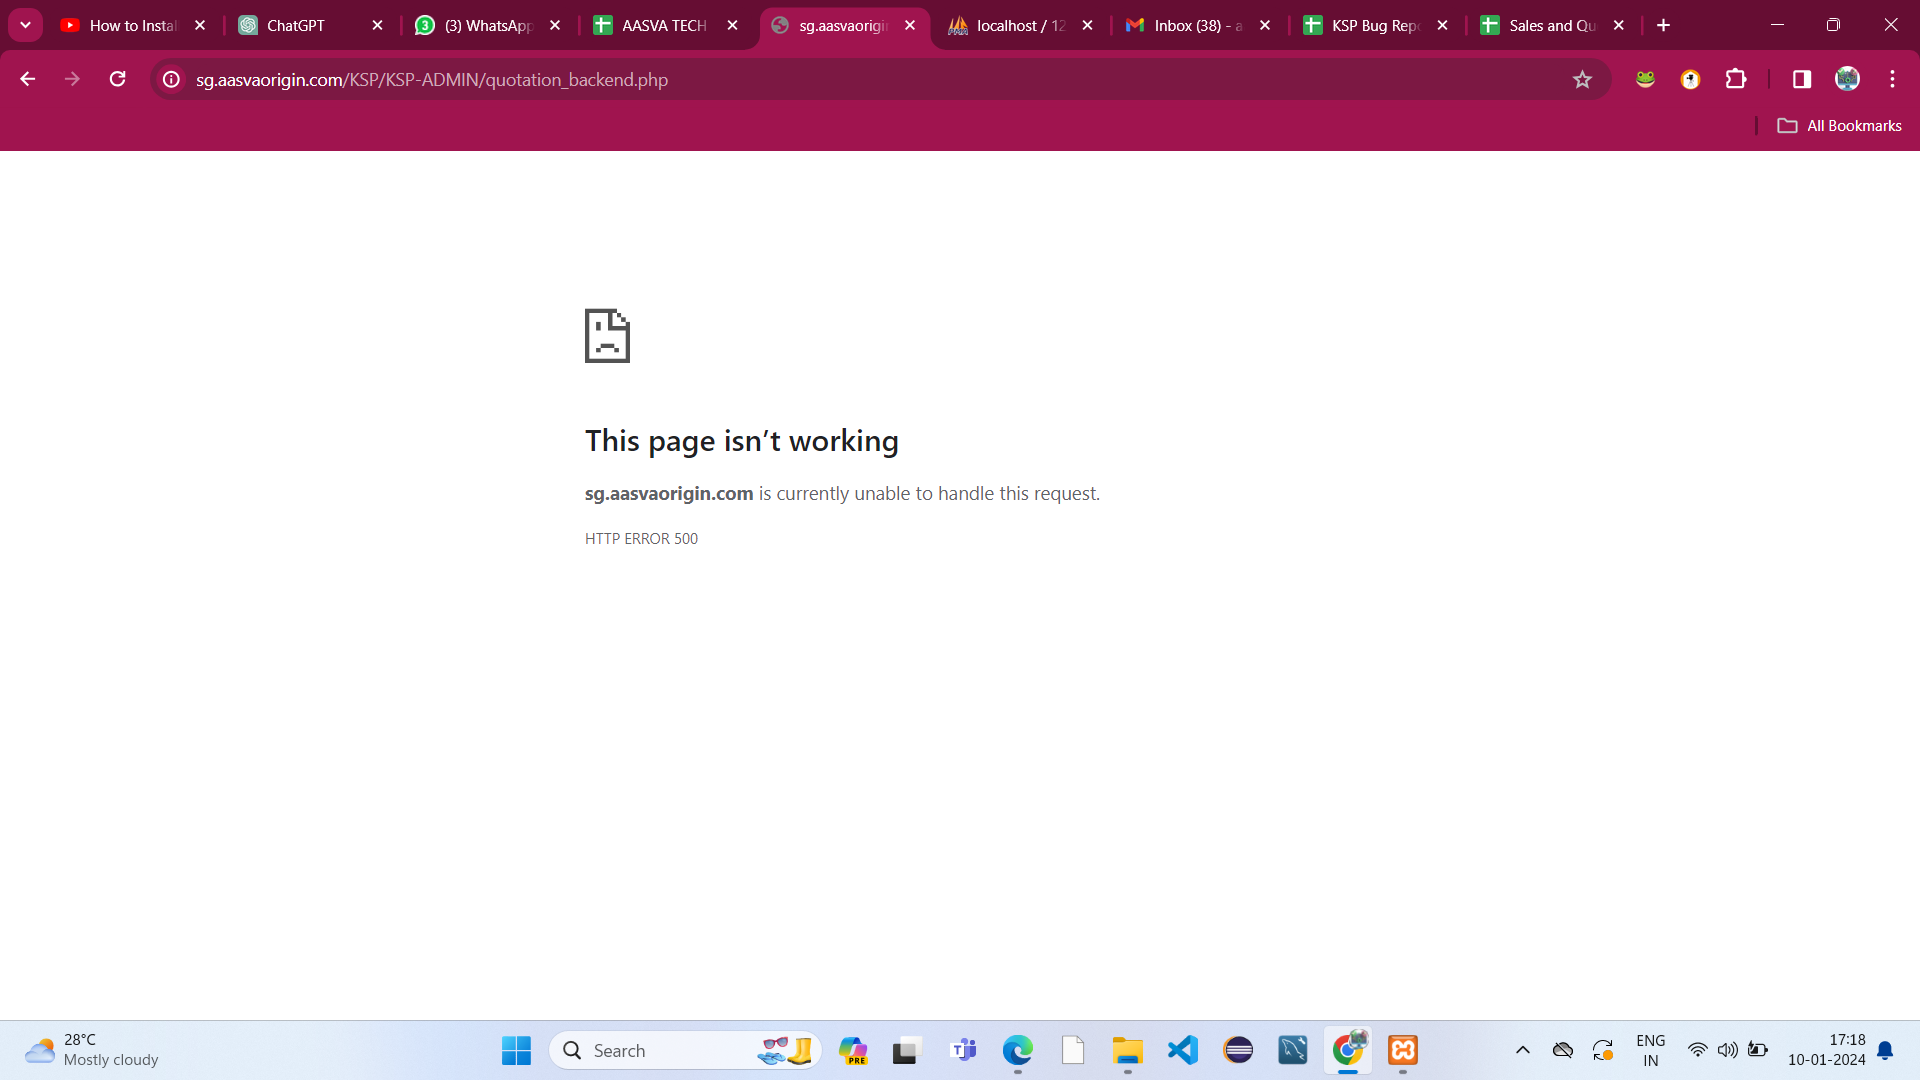 How to Instal
ChatGPT
(3) WhatsApp
AASVA TECH
sg.aasvaorigin
localhost / 12
Inbox (38) - a
KSP Bug Repo
Sales and Qu
sg.aasvaorigin.com/KSP/KSP-ADMIN/quotation_backend.php
All Bookmarks
This page isn’t working
sg.aasvaorigin.com is currently unable to handle this request.
HTTP ERROR 500
28°C
Mostly cloudy
Search
PRE
ENG
IN
17:18
10-01-2024